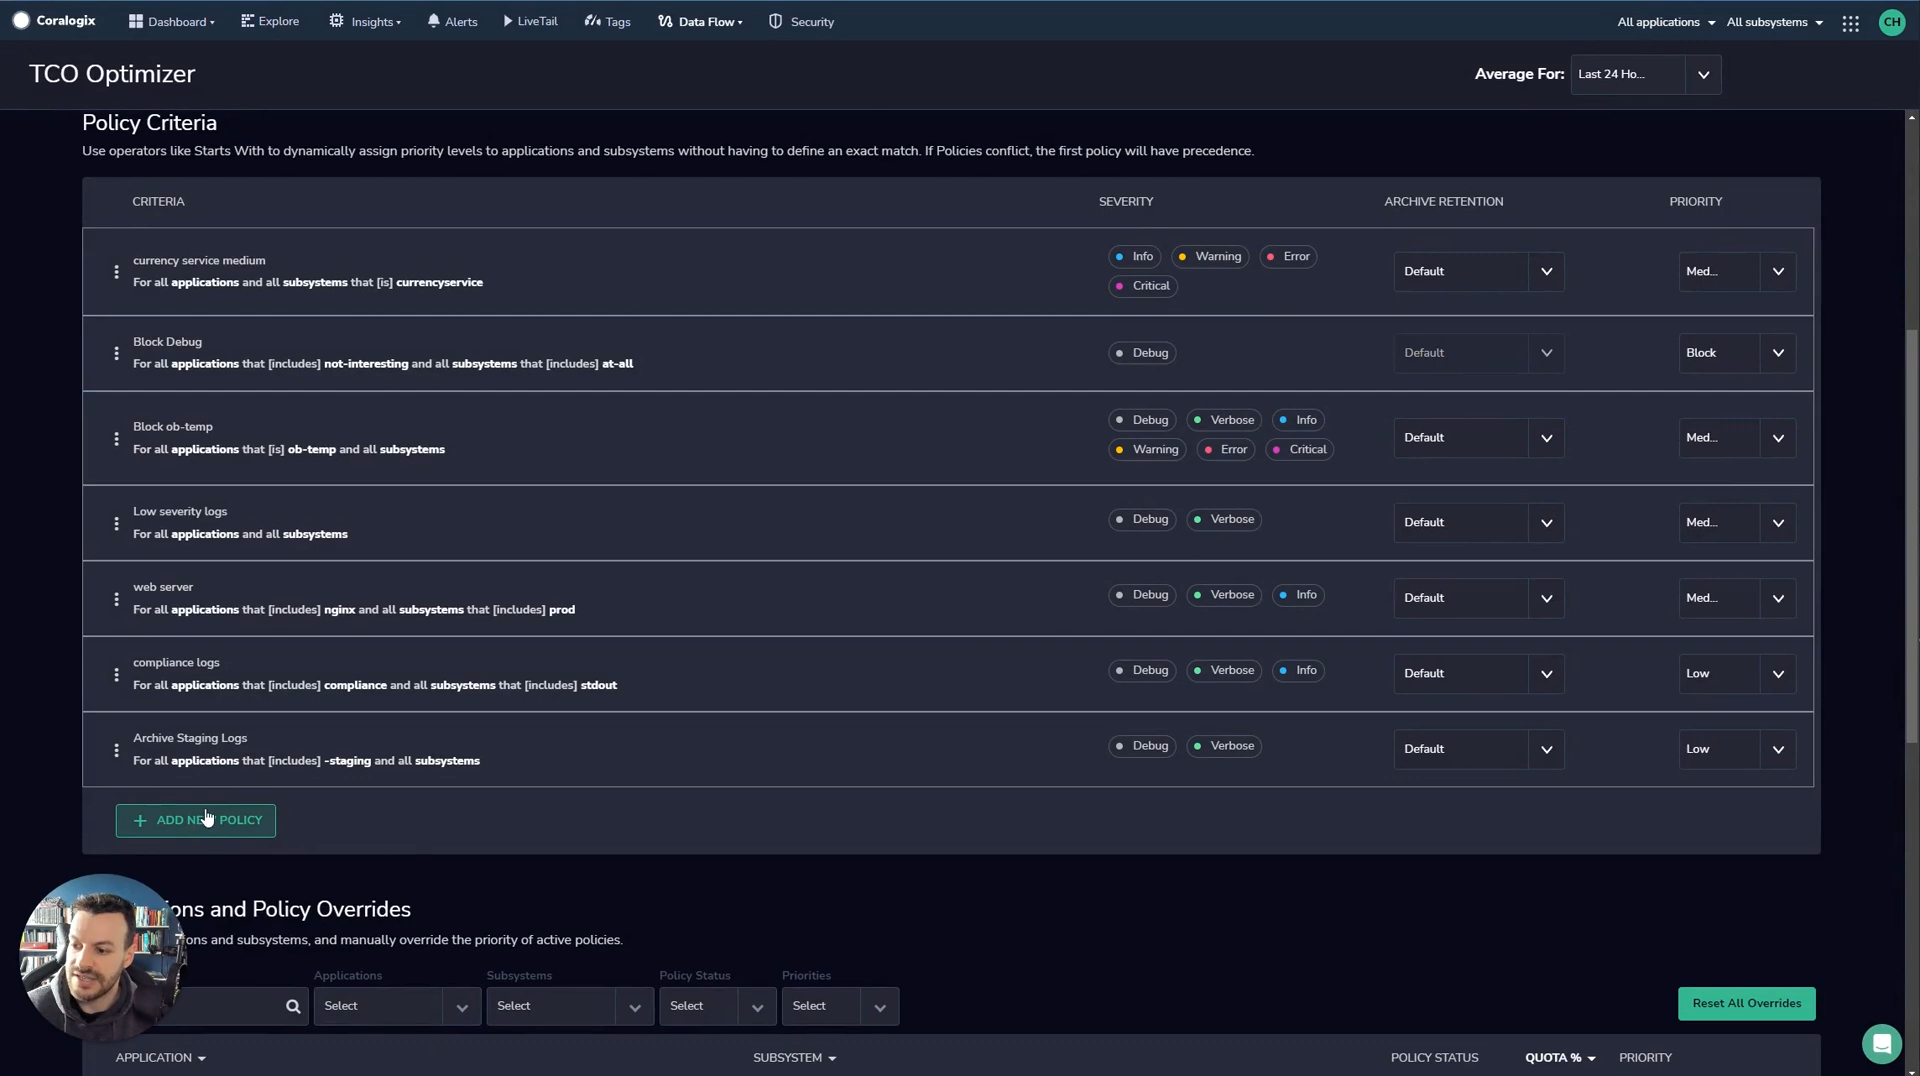 Coralogix Dashboard Explore Insights Alerts LiveTail Tags Data Flow Security All applications All subsystems CH
TCO Optimizer
Average For: Last 24 Ho...
Policy Criteria
Use operators like Starts With to dynamically assign priority levels to applications and subsystems without having to define an exact match. If Policies conflict, the first policy will have precedence.
CRITERIA SEVERITY ARCHIVE RETENTION PRIORITY
currency service medium
For all applications and all subsystems that [is] currencyservice
Info Warning Error
Critical
Default Med...
Block Debug
For all applications that [includes] not-interesting and all subsystems that [includes] at-all
Debug Default Block
Block ob-temp
For all applications that [is] ob-temp and all subsystems
Debug Verbose Info
Warning Error Critical
Default Med...
Low severity logs
For all applications and all subsystems
Debug Verbose Default Med...
web server
For all applications that [includes] nginx and all subsystems that [includes] prod
Debug Verbose Info Default Med...
compliance logs
For all applications that [includes] compliance and all subsystems that [includes] stdout
Debug Verbose Info Default Low
Archive Staging Logs
For all applications that [includes] -staging and all subsystems
Debug Verbose Default Low
+ ADD NE POLICY
ons and Policy Overrides
ons and subsystems, and manually override the priority of active policies.
Applications Subsystems Policy Status Priorities
Select Select Select Select Reset All Overrides
APPLICATION SUBSYSTEM POLICY STATUS QUOTA % PRIORITY